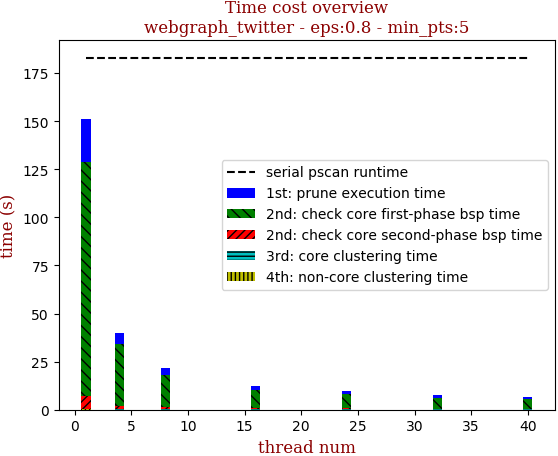 Time cost overview
webgraph_twitter - eps:0.8 - min_pts:5
time (s)
175
150
125
100
75
50
25
0
serial pscan runtime
1st: prune execution time
2nd: check core first-phase bsp time
2nd: check core second-phase bsp time
3rd: core clustering time
4th: non-core clustering time
0 5 10 15 20 25 30 35 40
thread num